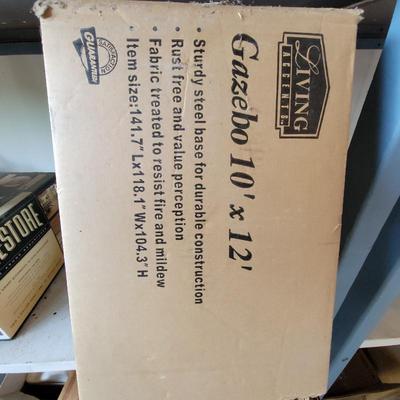 LIVING
ACCENTS™
Gazebo 10' x 12'
• Sturdy steel base for durable construction
• Rust free and value perception
• Fabric treated to resist fire and mildew
• Item size:141.7"Lx118.1"Wx104.3"H
SATISFACTION
GUARANTEED
ESTORE